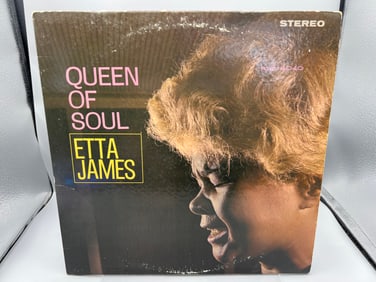 STEREO
QUEEN
OF
SOUL
ETTA
JAMES